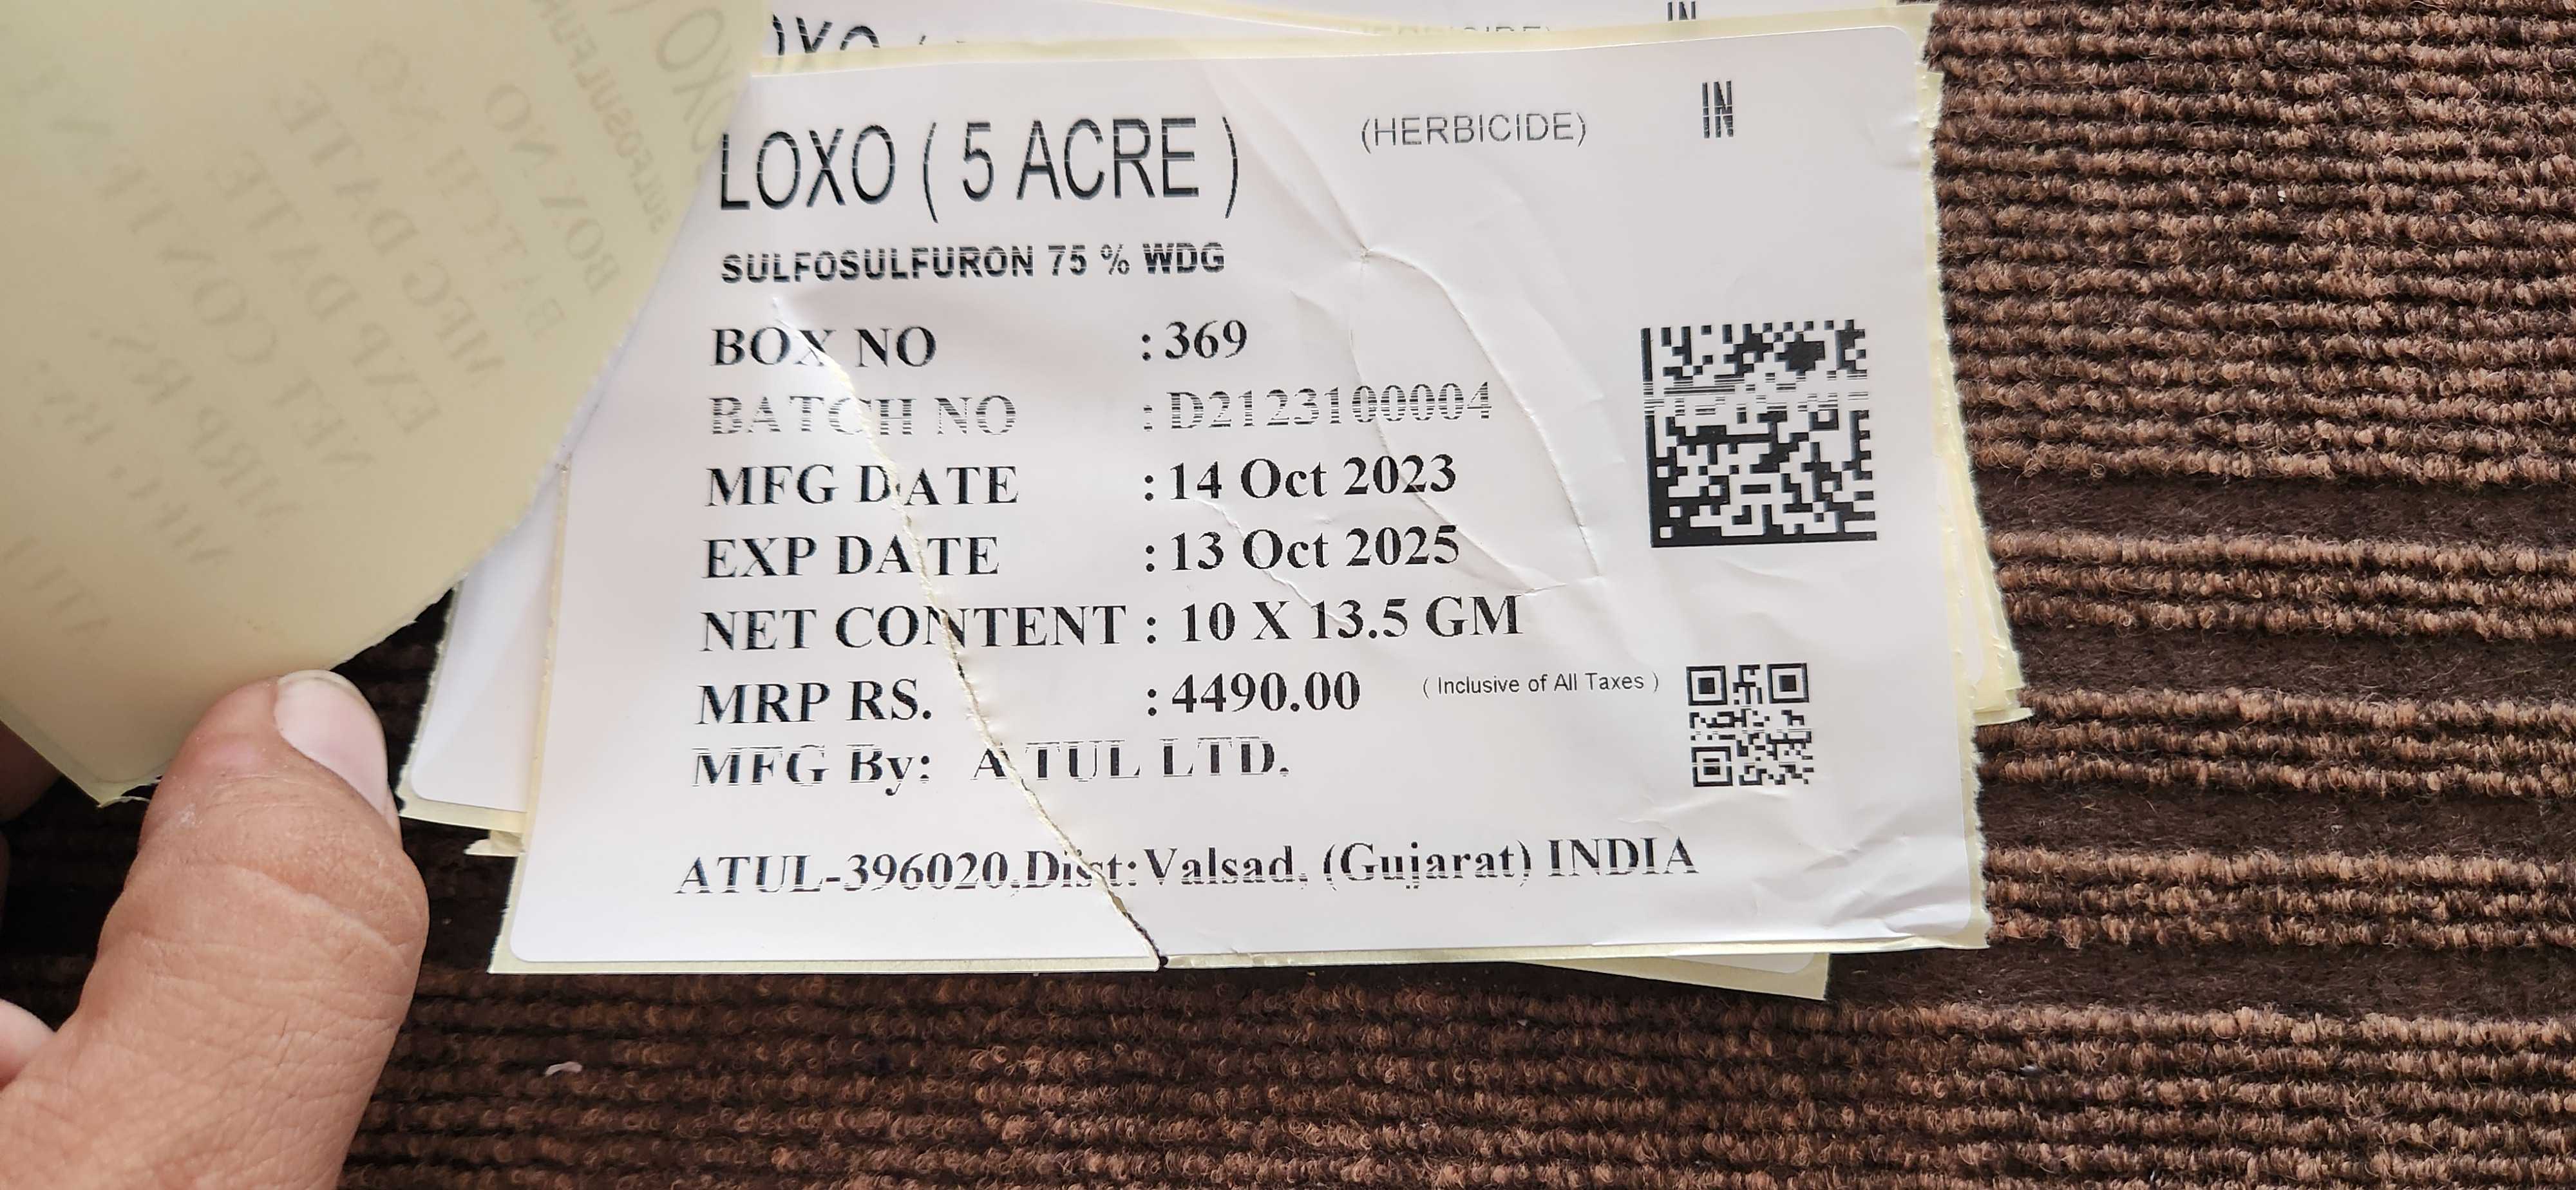 LOXO ( 5 ACRE ) (HERBICIDE) IN
SULFOSULFURON 75 % WDG
BOX NO : 369
BATCH NO : D2123100004
MFG DATE : 14 Oct 2023
EXP DATE : 13 Oct 2025
NET CONTENT : 10 X 13.5 GM
MRP RS. : 4490.00 ( Inclusive of All Taxes )
MFG By: ATUL LTD.
ATUL-396020,Dist:Valsad, (Gujarat) INDIA